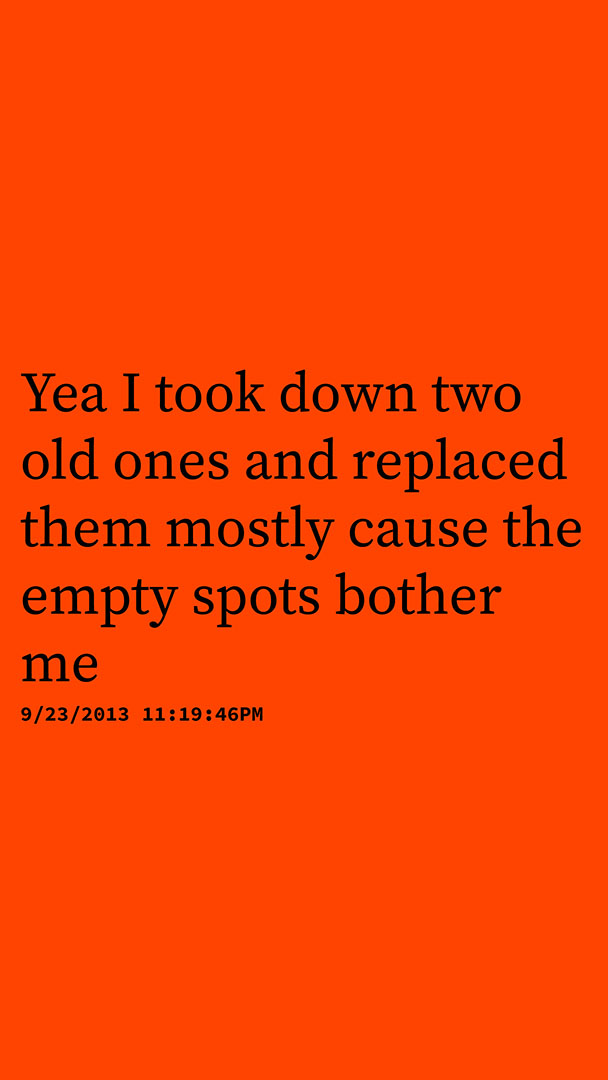 Yea I took down two
old ones and replaced
them mostly cause the
empty spots bother
me
9/23/2013 11:19:46PM